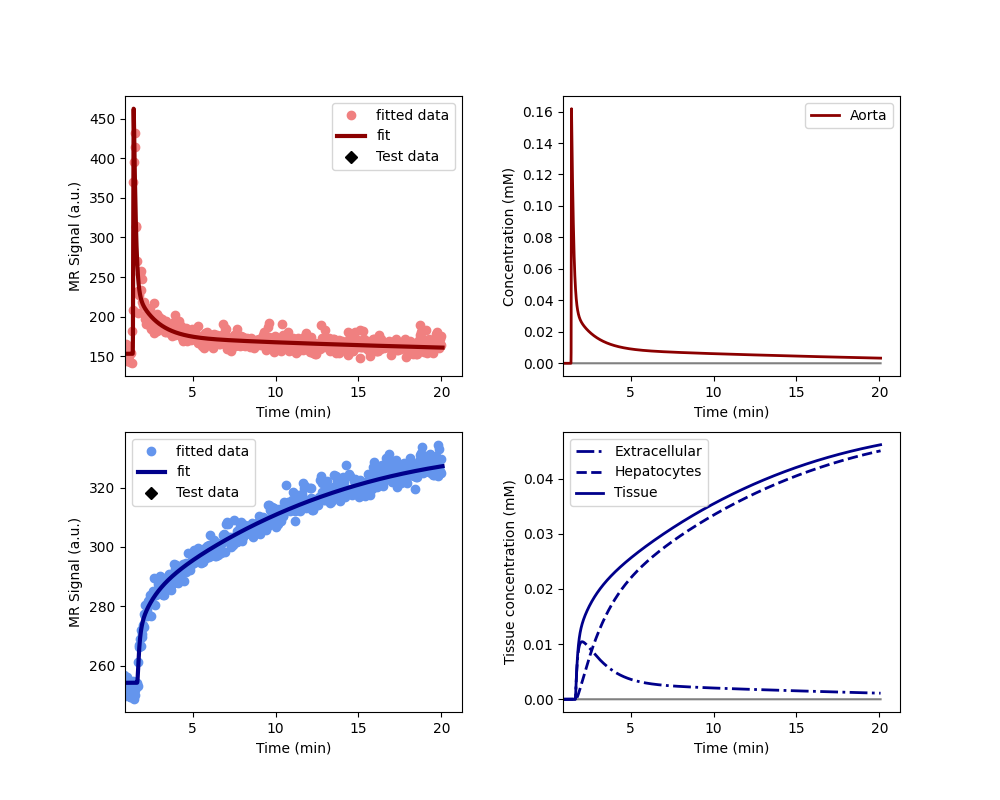 450
400
350
300
250
200
150
MR Signal (a.u.)
fitted data
fit
Test data
5
10
15
20
Time (min)
0.16
0.14
0.12
0.10
0.08
0.06
0.04
0.02
0.00
Concentration (mM)
Aorta
5
10
15
20
Time (min)
320
300
280
260
MR Signal (a.u.)
fitted data
fit
Test data
5
10
15
20
Time (min)
0.04
0.03
0.02
0.01
0.00
Tissue concentration (mM)
Extracellular
Hepatocytes
Tissue
5
10
15
20
Time (min)